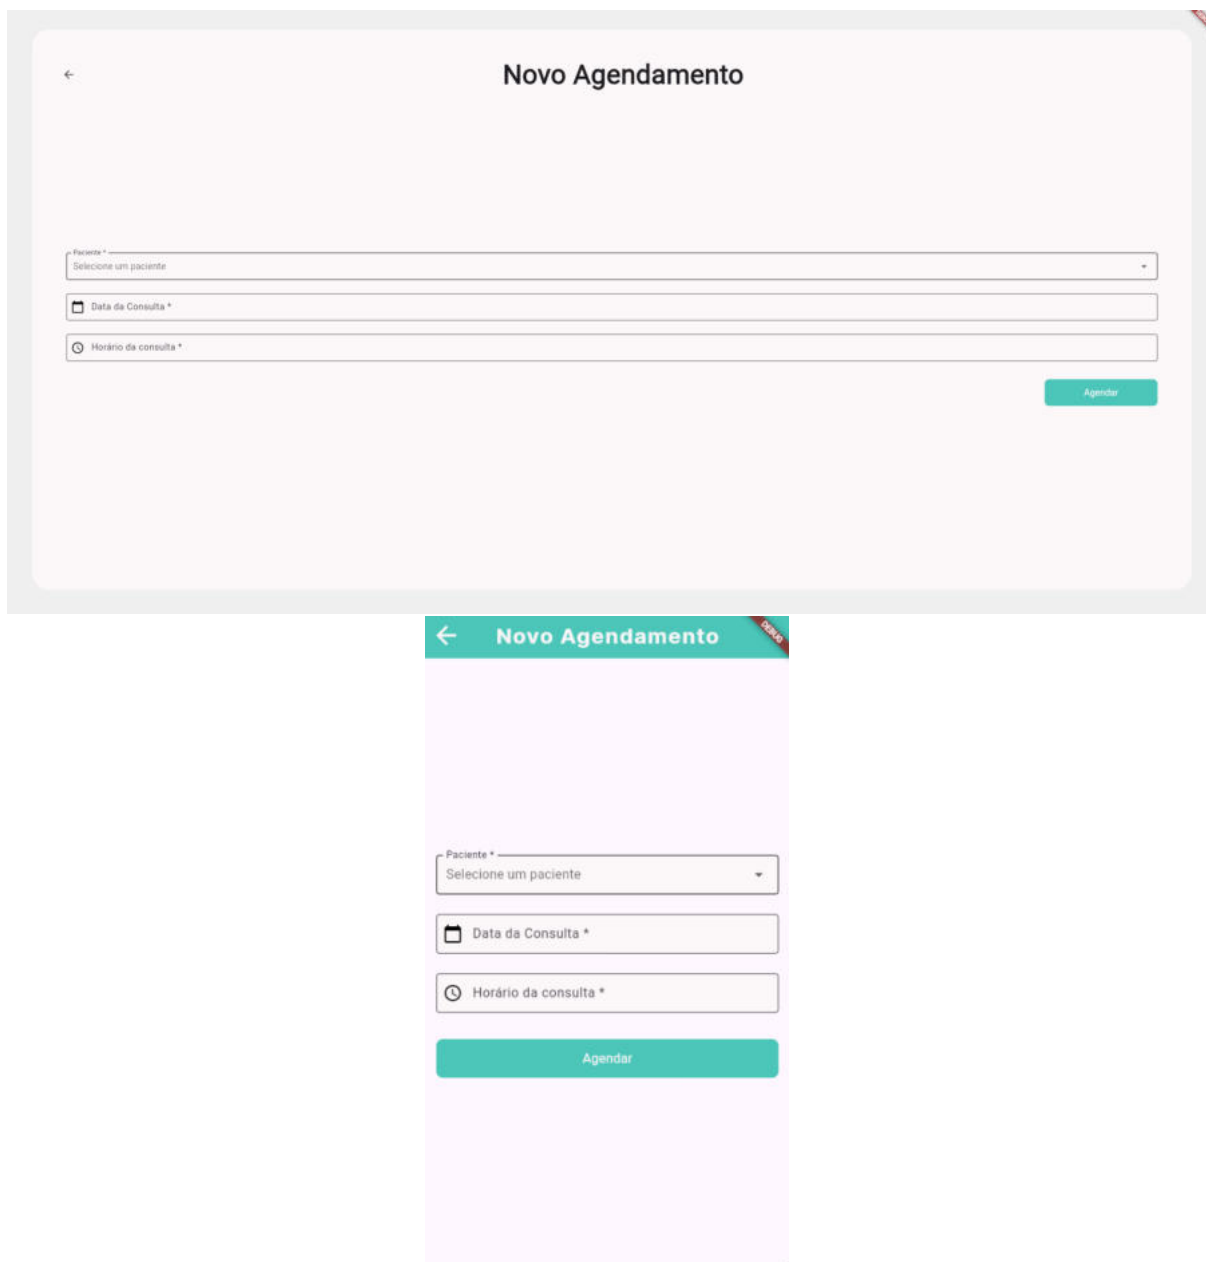 Novo Agendamento
Paciente *
Selecione um paciente
Data da Consulta *
Horário da consulta *
Agendar
Novo Agendamento
DEBUG
Paciente *
Selecione um paciente
Data da Consulta *
Horário da consulta *
Agendar